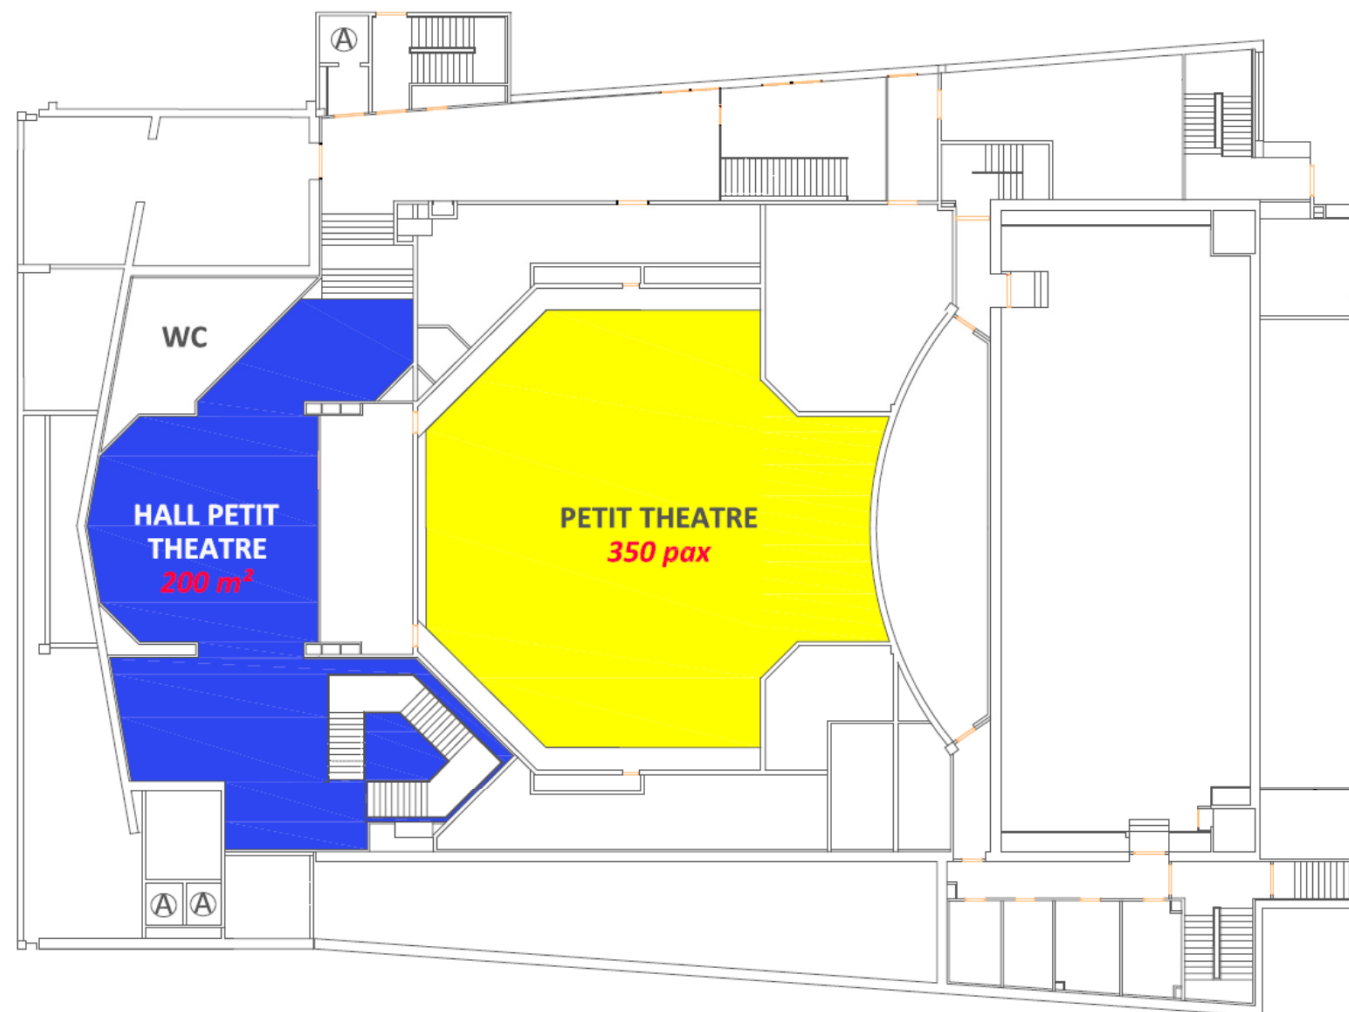 A
WC
HALL PETIT
THEATRE
200 m²
PETIT THEATRE
350 pax
A A